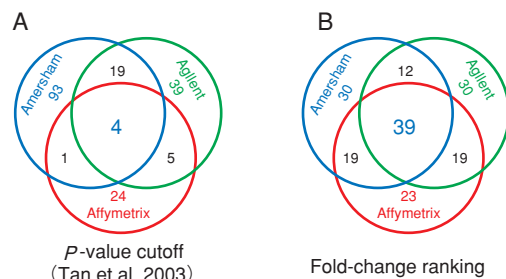 A
Amersham
93
19
Agilent
39
4
1
5
24
Affymetrix
P-value cutoff
(Tan et al. 2003)
B
Amersham
30
12
Agilent
30
39
19
19
23
Affymetrix
Fold-change ranking